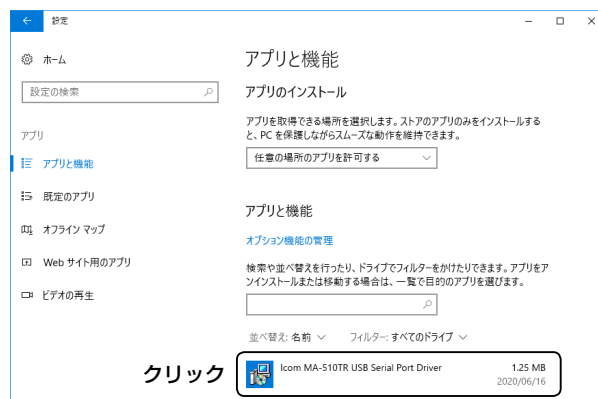 設定
ホーム
設定の検索
アプリ
アプリと機能
既定のアプリ
オフライン マップ
Web サイト用のアプリ
ビデオの再生
アプリと機能
アプリのインストール
アプリを取得できる場所を選択します。ストアのアプリのみをインストールする
と、PC を保護しながらスムーズな動作を維持できます。
任意の場所のアプリを許可する
アプリと機能
オプション機能の管理
検索や並べ替えを行ったり、ドライブでフィルターをかけたりできます。アプリをア
ンインストールまたは移動する場合は、一覧で目的のアプリを選びます。
並べ替え: 名前 フィルター: すべてのドライブ
クリック
Icom MA-510TR USB Serial Port Driver 1.25 MB
2020/06/16